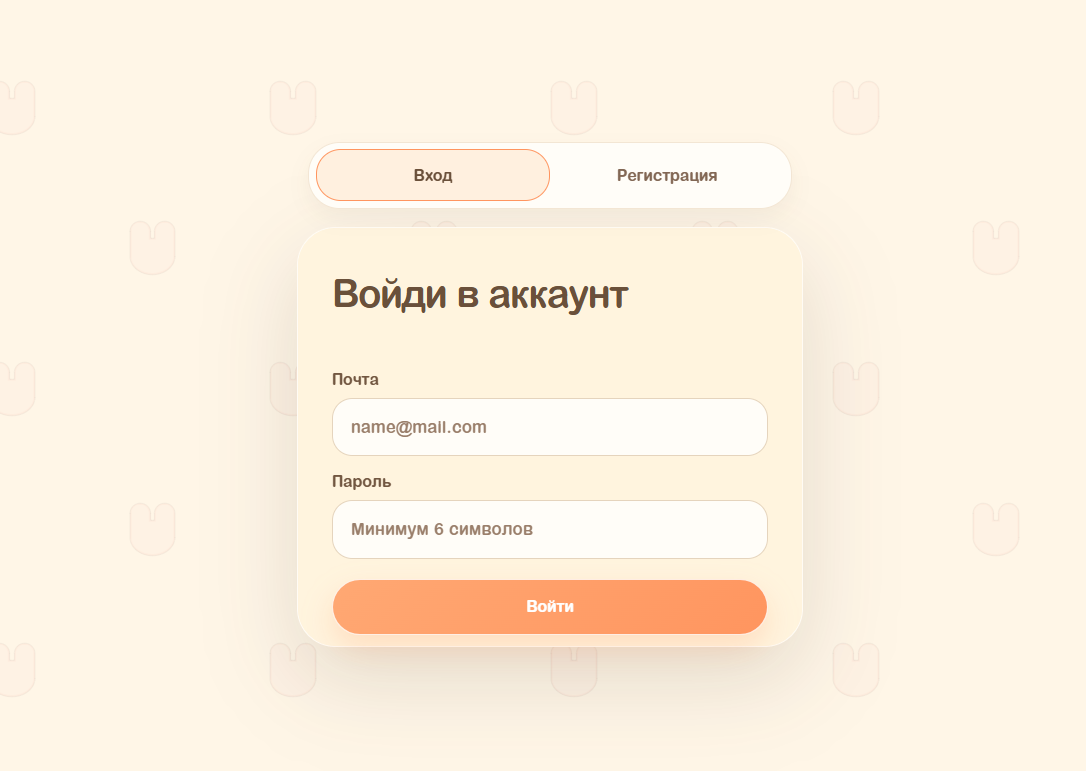 Вход
Регистрация
Войди в аккаунт
Почта
name@mail.com
Пароль
Минимум 6 символов
Войти